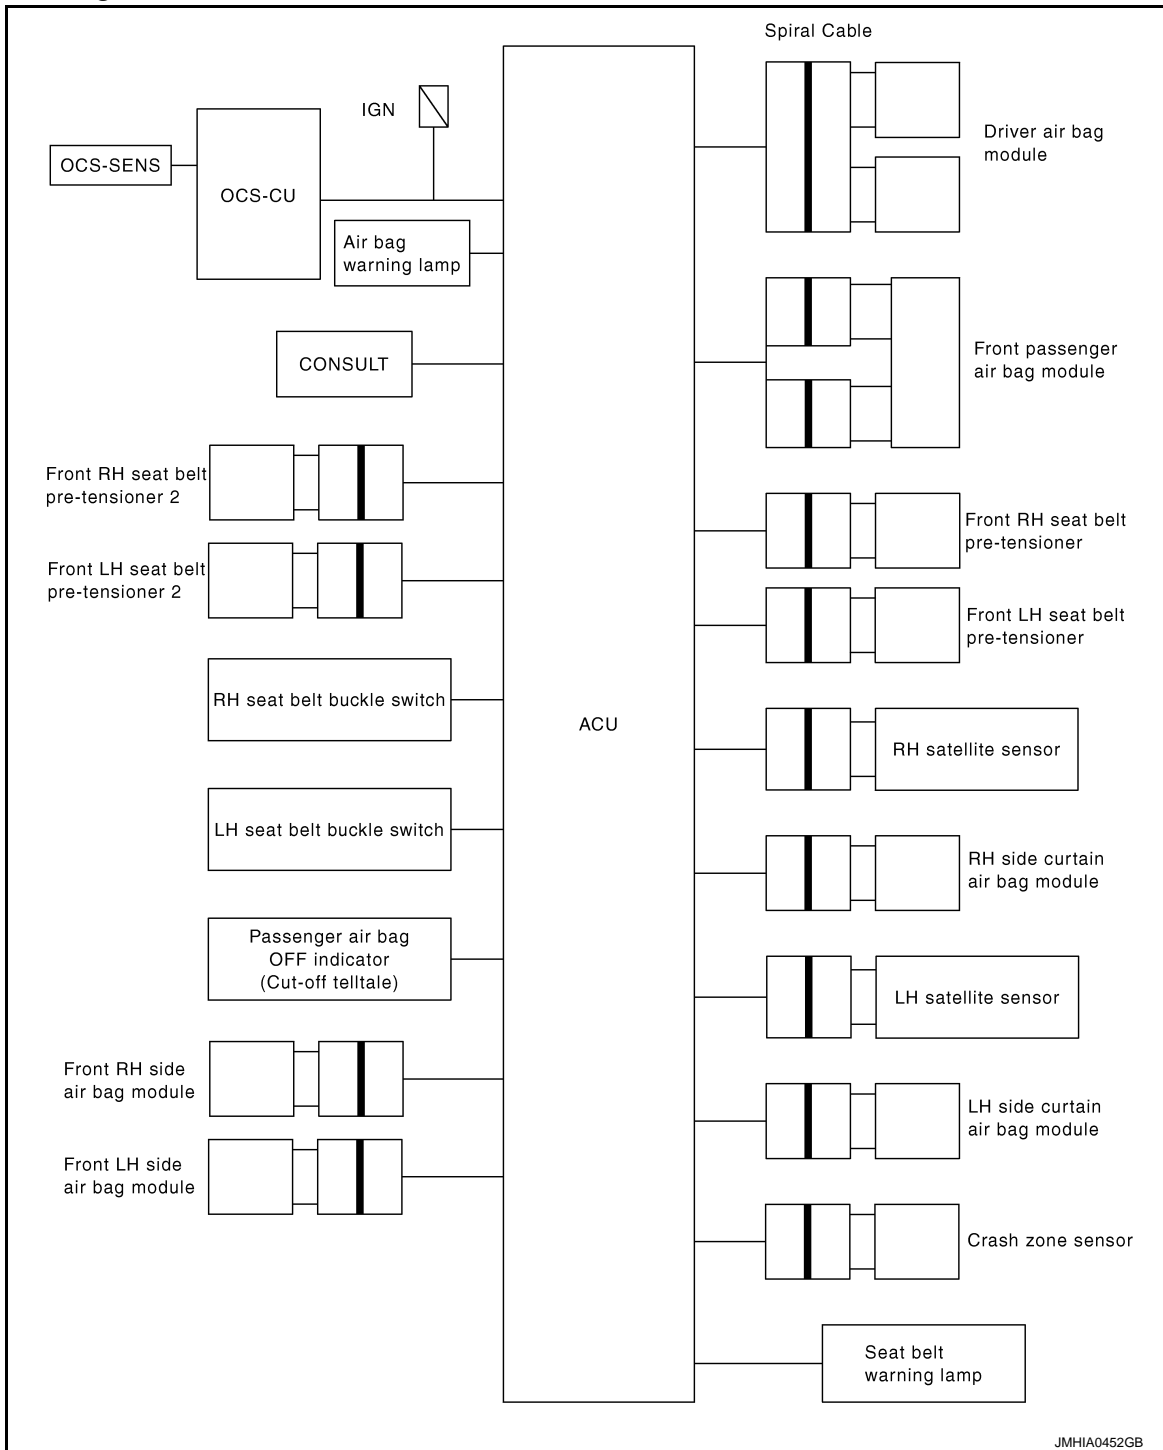 Spiral Cable
IGN
OCS-SENS
OCS-CU
Air bag
warning lamp
CONSULT
Front RH seat belt
pre-tensioner 2
Front LH seat belt
pre-tensioner 2
RH seat belt buckle switch
LH seat belt buckle switch
Passenger air bag
OFF indicator
(Cut-off telltale)
Front RH side
air bag module
Front LH side
air bag module
ACU
Driver air bag
module
Front passenger
air bag module
Front RH seat belt
pre-tensioner
Front LH seat belt
pre-tensioner
RH satellite sensor
RH side curtain
air bag module
LH satellite sensor
LH side curtain
air bag module
Crash zone sensor
Seat belt
warning lamp
JMHIA0452GB